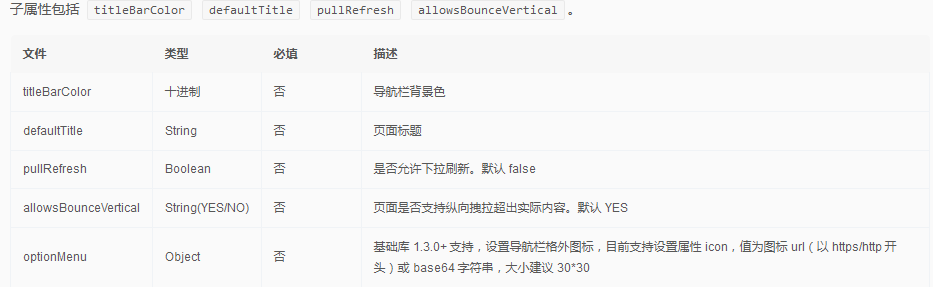 子属性包括 titleBarColor defaultTitle pullRefresh allowsBounceVertical 。
文件 类型 必填 描述
titleBarColor 十进制 否 导航栏背景色
defaultTitle String 否 页面标题
pullRefresh Boolean 否 是否允许下拉刷新。默认 false
allowsBounceVertical String(YES/NO) 否 页面是否支持纵向拽拉超出实际内容。默认 YES
optionMenu Object 否 基础库 1.3.0+ 支持，设置导航栏格外图标，目前支持设置属性 icon，值为图标 url（以 https/http 开
头）或 base64 字符串，大小建议 30*30